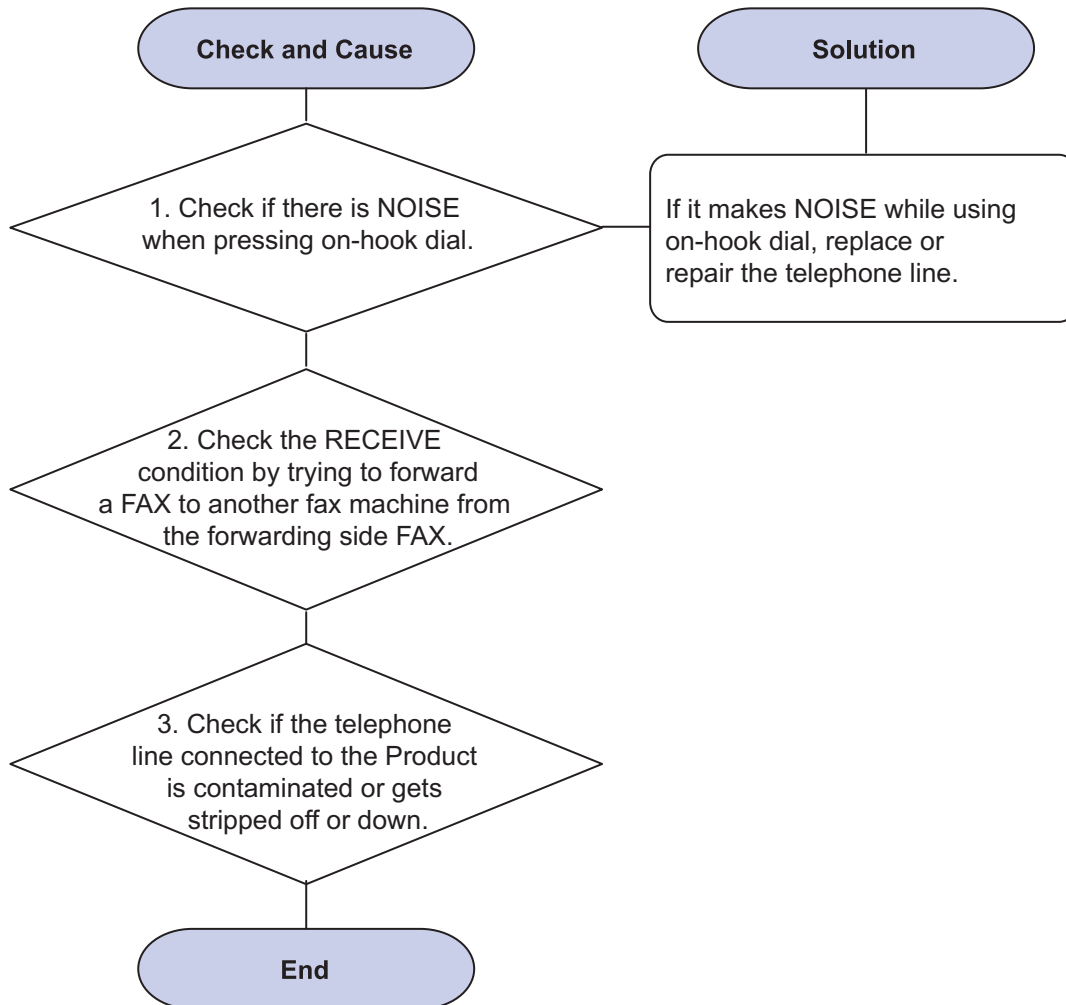 Check and Cause
Solution
1. Check if there is NOISE
when pressing on-hook dial.
If it makes NOISE while using
on-hook dial, replace or
repair the telephone line.
2. Check the RECEIVE
condition by trying to forward
a FAX to another fax machine from
the forwarding side FAX.
3. Check if the telephone
line connected to the Product
is contaminated or gets
stripped off or down.
End